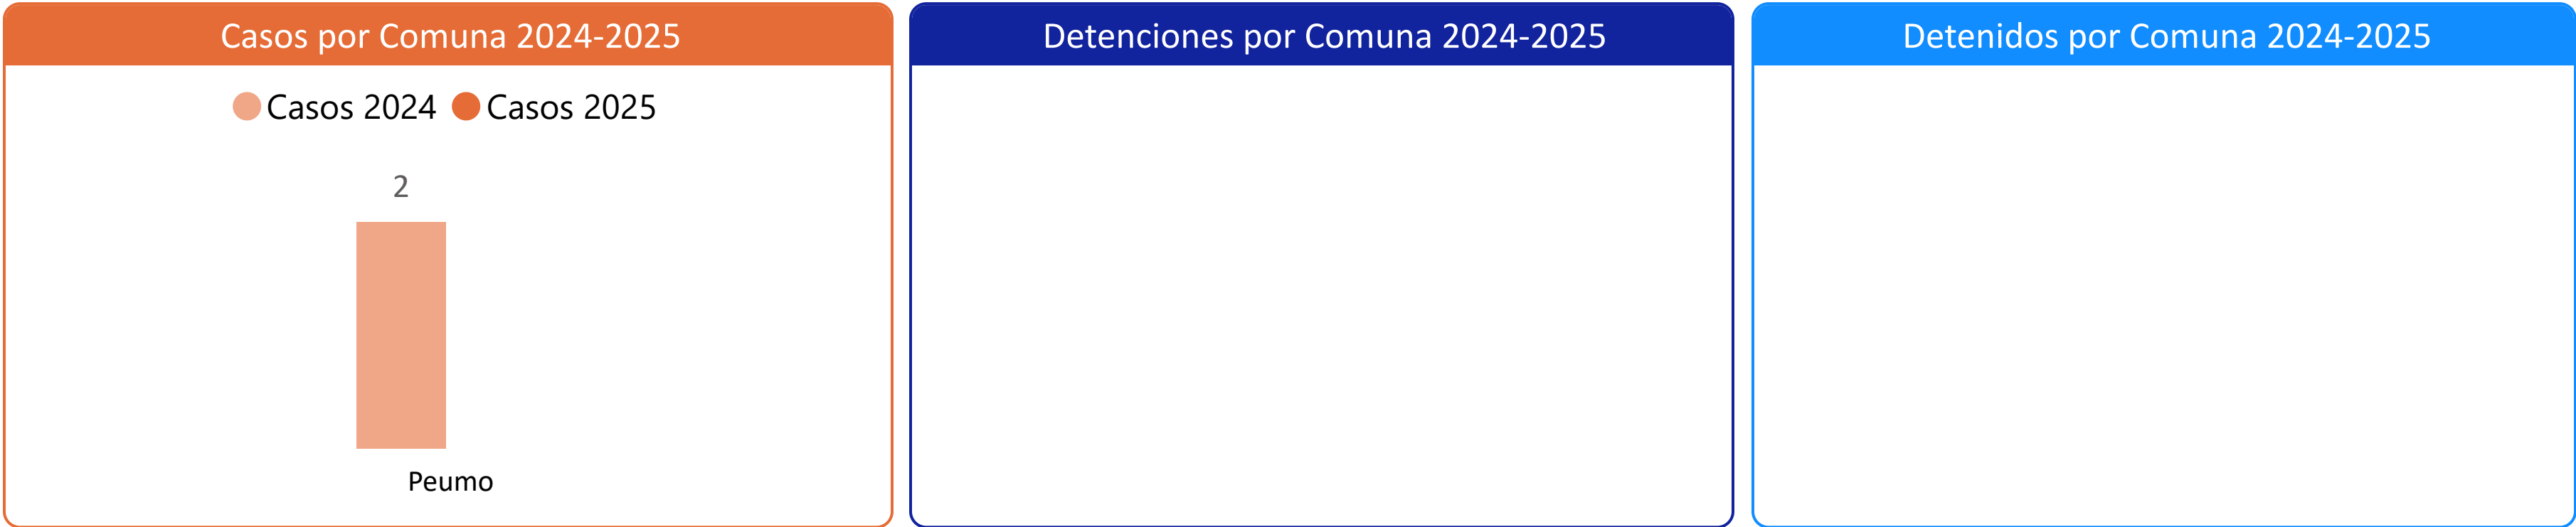 Casos por Comuna 2024-2025
Casos 2024 Casos 2025
2
Peumo
Detenciones por Comuna 2024-2025
Detenidos por Comuna 2024-2025